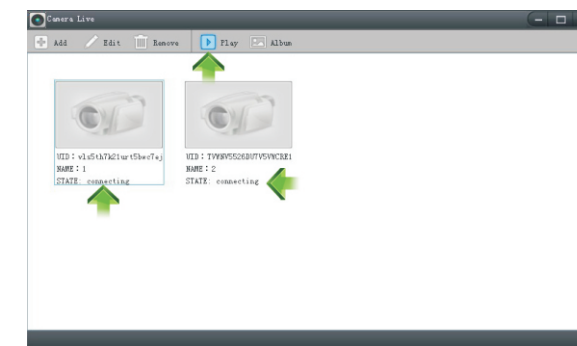 Camera Live
Add Edit Remove Play Album
UID: UID:
NAME: 1 NAME: 2
STATE: connecting STATE: connecting